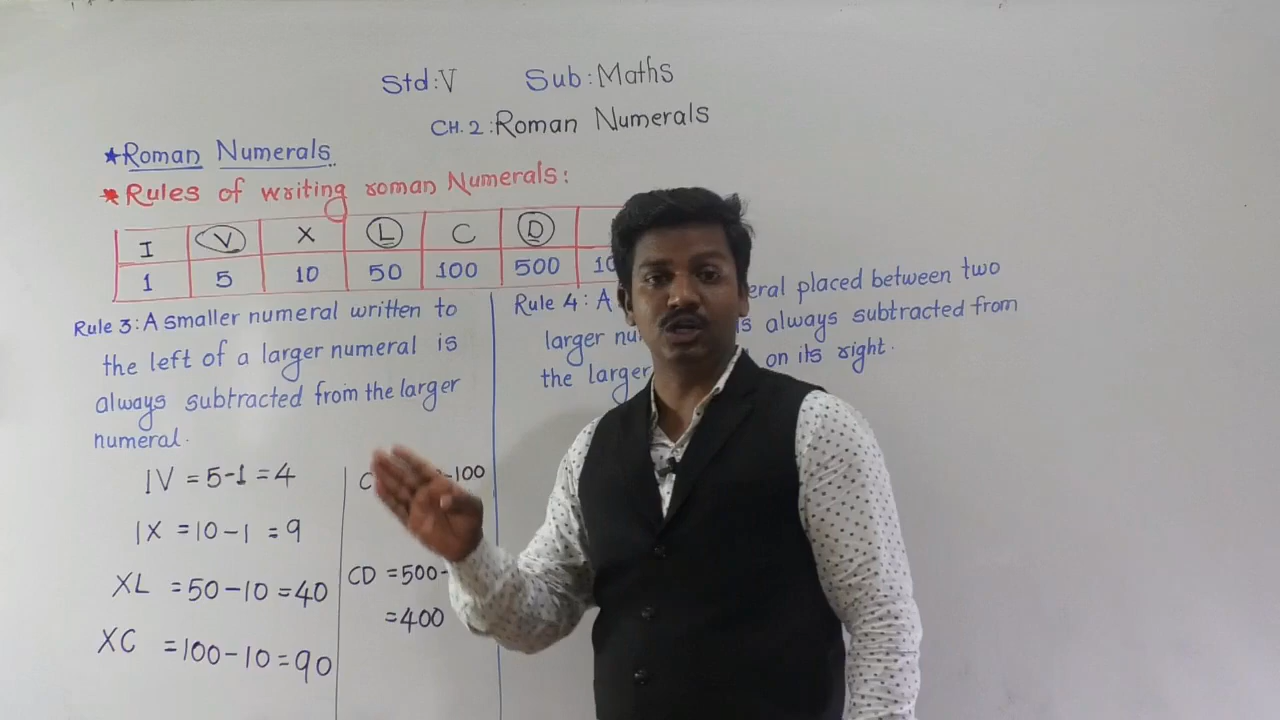 Std:V Sub:Maths
CH.2:Roman Numerals
★Roman Numerals
★Rules of writing roman Numerals:
I V X L C D
1 5 10 50 100 500 10
Rule 3:A smaller numeral written to
the left of a larger numeral is
always subtracted from the larger
numeral.
IV =5-1=4
IX =10-1 =9
XL =50-10=40
XC =100-10=90
C -100
CD =500-
=400
Rule 4: A eral placed between two
larger nu is always subtracted from
the larger on its right.